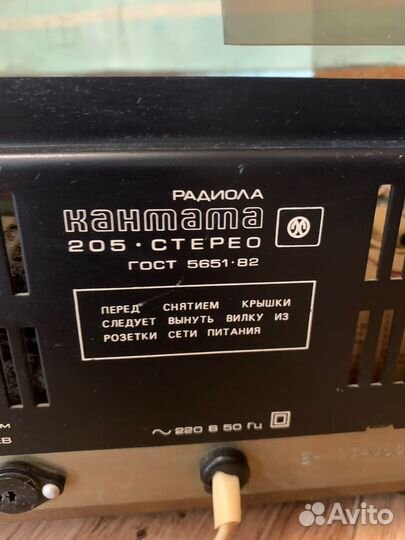 РАДИОЛА
кантата
205 · СТЕРЕО
ГОСТ 5651·82
ПЕРЕД СНЯТИЕМ КРЫШКИ
СЛЕДУЕТ ВЫНУТЬ ВИЛКУ ИЗ
РОЗЕТКИ СЕТИ ПИТАНИЯ
~ 220 В 50 Гц
Avito